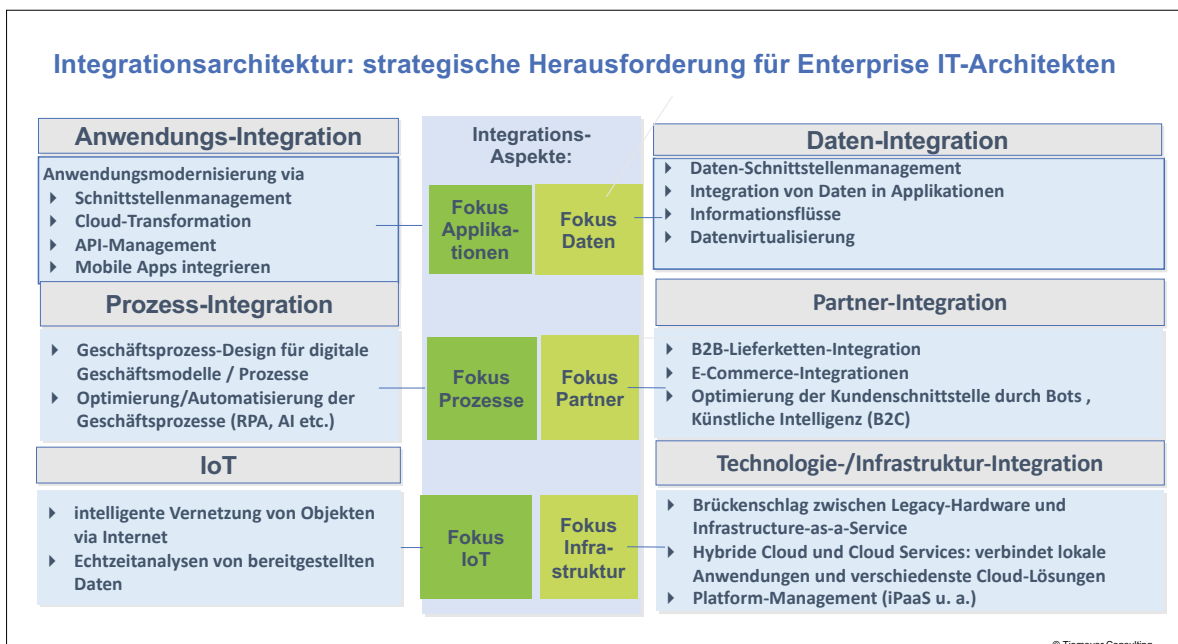 Integrationsarchitektur: strategische Herausforderung für Enterprise IT-Architekten
Anwendungs-Integration
Anwendungsmodernisierung via
Schnittstellenmanagement
Cloud-Transformation
API-Management
Mobile Apps integrieren
Prozess-Integration
Geschäftsprozess-Design für digitale
Geschäftsmodelle / Prozesse
Optimierung/Automatisierung der
Geschäftsprozesse (RPA, AI etc.)
IoT
intelligente Vernetzung von Objekten
via Internet
Echtzeitanalysen von bereitgestellten
Daten
Integrations-
Aspekte:
Fokus
Applika-
tionen
Fokus
Daten
Fokus
Prozesse
Fokus
Partner
Fokus
IoT
Fokus
Infra-
struktur
Daten-Integration
Daten-Schnittstellenmanagement
Integration von Daten in Applikationen
Informationsflüsse
Datenvirtualisierung
Partner-Integration
B2B-Lieferketten-Integration
E-Commerce-Integrationen
Optimierung der Kundenschnittstelle durch Bots ,
Künstliche Intelligenz (B2C)
Technologie-/Infrastruktur-Integration
Brückenschlag zwischen Legacy-Hardware und
Infrastructure-as-a-Service
Hybride Cloud und Cloud Services: verbindet lokale
Anwendungen und verschiedenste Cloud-Lösungen
Platform-Management (iPaaS u. a.)